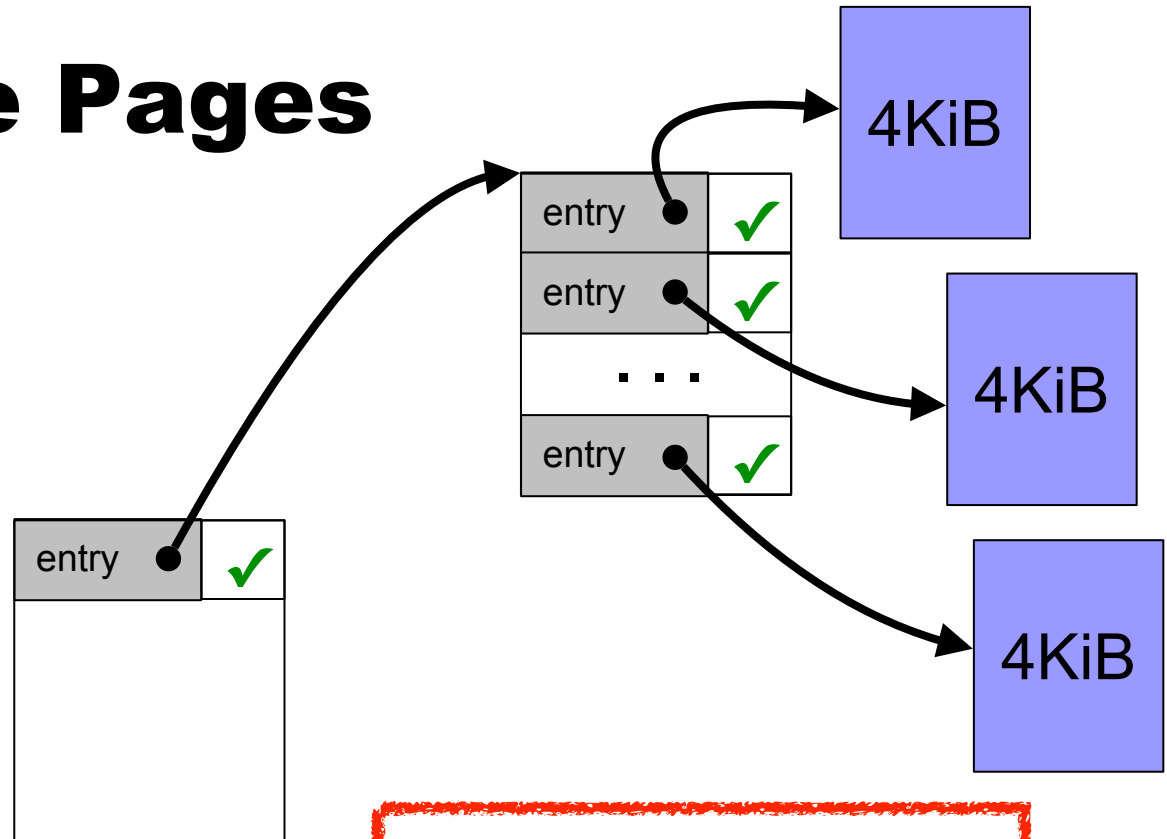 Pages
4KiB
entry ✓
entry ✓
. . .
4KiB
entry ✓
entry ✓
4KiB